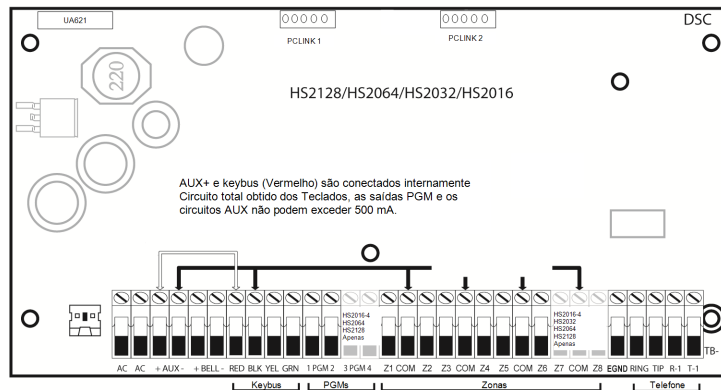 UA621
PCLINK 1
PCLINK 2
DSC
HS2128/HS2064/HS2032/HS2016
AUX+ e keybus (Vermelho) são conectados internamente
Circuito total obtido dos Teclados, as saídas PGM e os
circuitos AUX não podem exceder 500 mA.
220
HS2016-4
HS2064
HS2128
Apenas
HS2016-4
HS2032
HS2064
HS2128
Apenas
AC AC + AUX - + BELL - RED BLK YEL GRN 1 PGM 2 3 PGM 4 Z1 COM Z2 Z3 COM Z4 Z5 COM Z6 Z7 COM Z8 EGND RING TIP R-1 T-1
TB-
Keybus PGMs Zonas Telefone